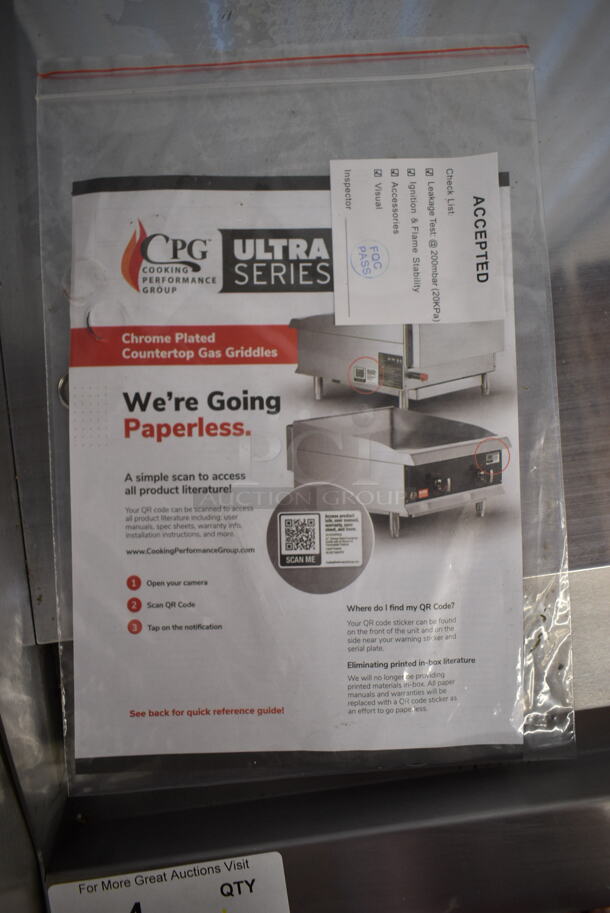 CPG™
COOKING
PERFORMANCE
GROUP
ULTRA
SERIES
ACCEPTED
Check List:
☑ Leakage Test: @ 200mbar (20KPa)
☑ Ignition & Flame Stability
☑ Accessories
☑ Visual
FQC
PASS
Inspector
Chrome Plated
Countertop Gas Griddles
We're Going
Paperless.
A simple scan to access
all product literature!
Your QR code can be scanned to access
all product literature including: user
manuals, spec sheets, warranty info,
installation instructions, and more.
www.CookingPerformanceGroup.com
1 Open your camera
2 Scan QR Code
3 Tap on the notification
SCAN ME
PCI
AUCTION GROUP
Where do I find my QR Code?
Your QR code sticker can be found
on the front of the unit and on the
side near your warning sticker and
serial plate.
Eliminating printed in-box literature
We will no longer be providing
printed materials in-box. All paper
manuals and warranties will be
replaced with a QR code sticker as
an effort to go paperless.
See back for quick reference guide!
For More Great Auctions Visit
QTY